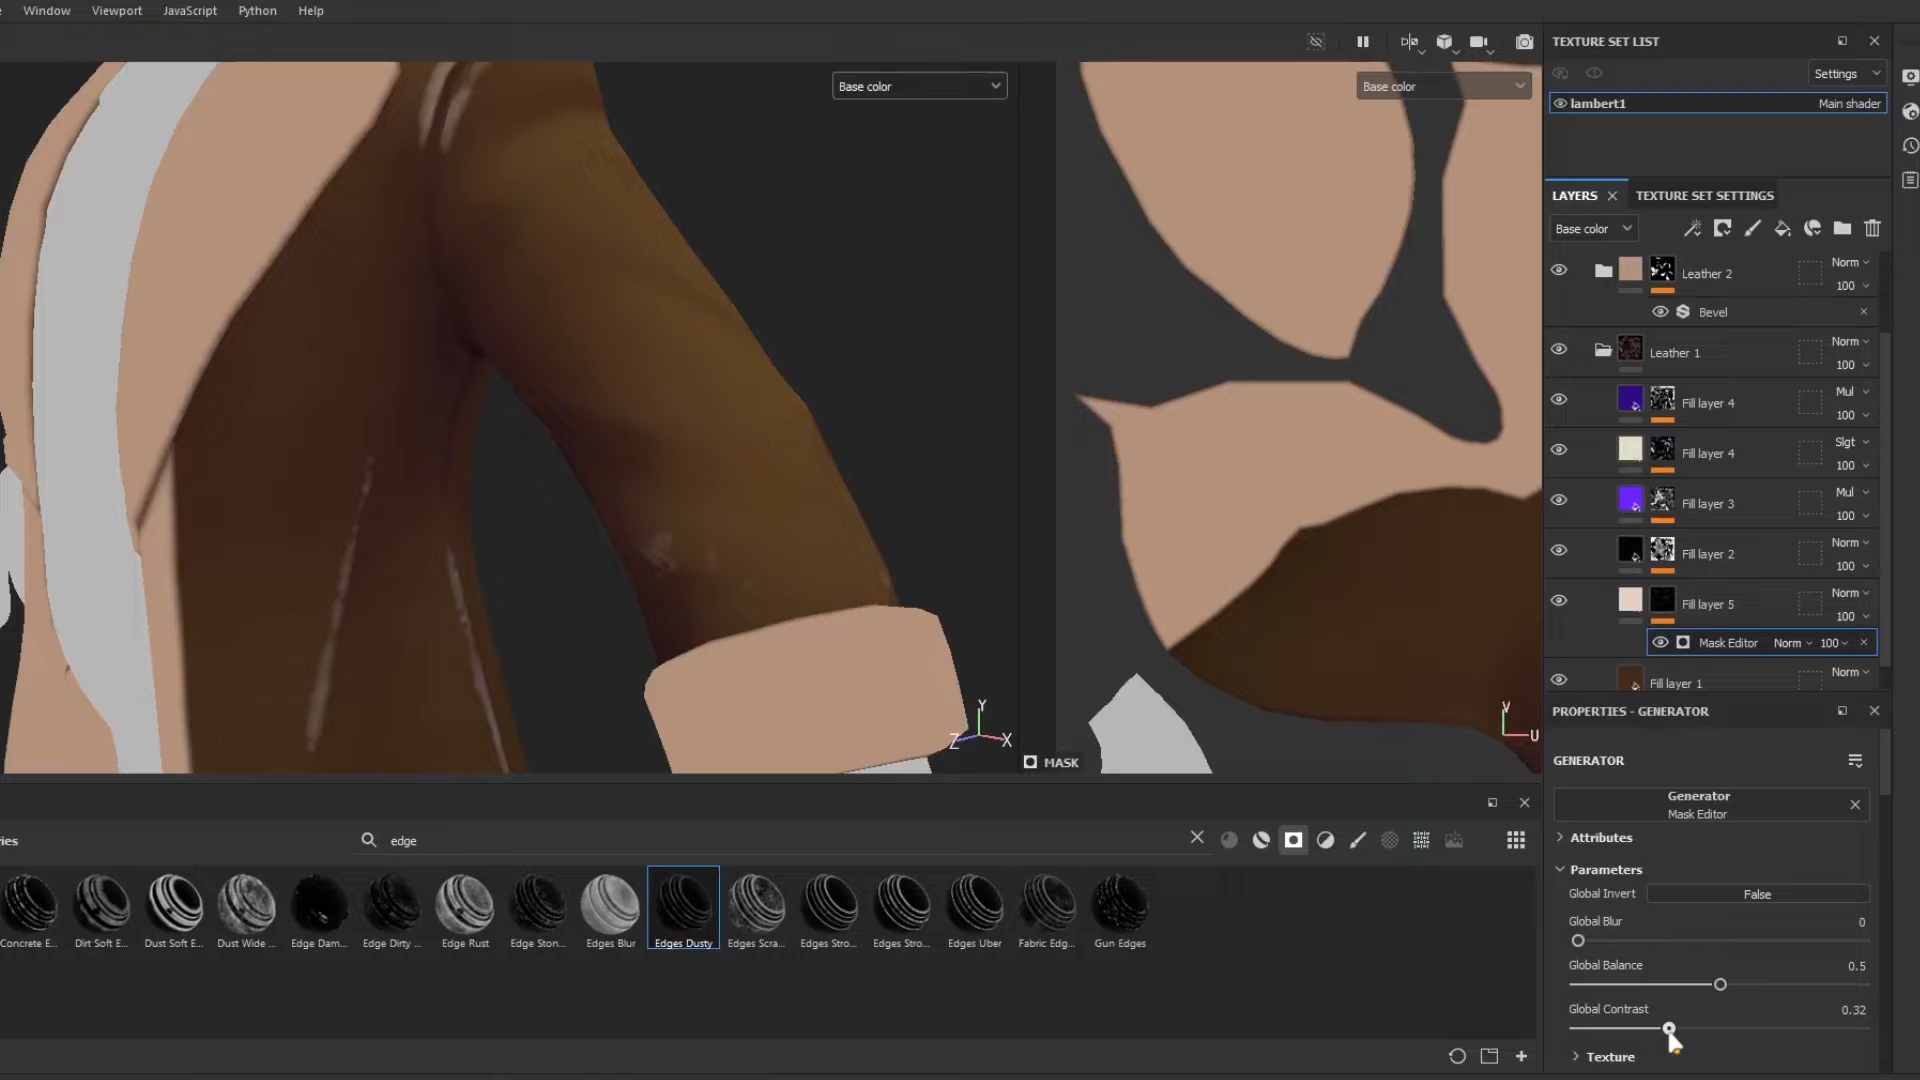 Window Viewport JavaScript Python Help
Base color
Base color
Y
Z
X
MASK
V
U
TEXTURE SET LIST
Settings
lambert1 Main shader
LAYERS TEXTURE SET SETTINGS
Base color
Leather 2 Norm 100
Bevel
Leather 1 Norm 100
Fill layer 4 Mul 100
Fill layer 4 Slgt 100
Fill layer 3 Mul 100
Fill layer 2 Norm 100
Fill layer 5 Norm 100
Mask Editor Norm 100
Fill layer 1 Norm
PROPERTIES - GENERATOR
GENERATOR
Generator
Mask Editor
Attributes
Parameters
Global Invert False
Global Blur 0
Global Balance 0.5
Global Contrast 0.32
Texture
ries
edge
Concrete E... Dirt Soft E... Dust Soft E... Dust Wide ... Edge Dam... Edge Dirty ... Edge Rust Edge Ston... Edges Blur Edges Dusty Edges Scra... Edges Stro... Edges Stro... Edges Uber Fabric Edg... Gun Edges